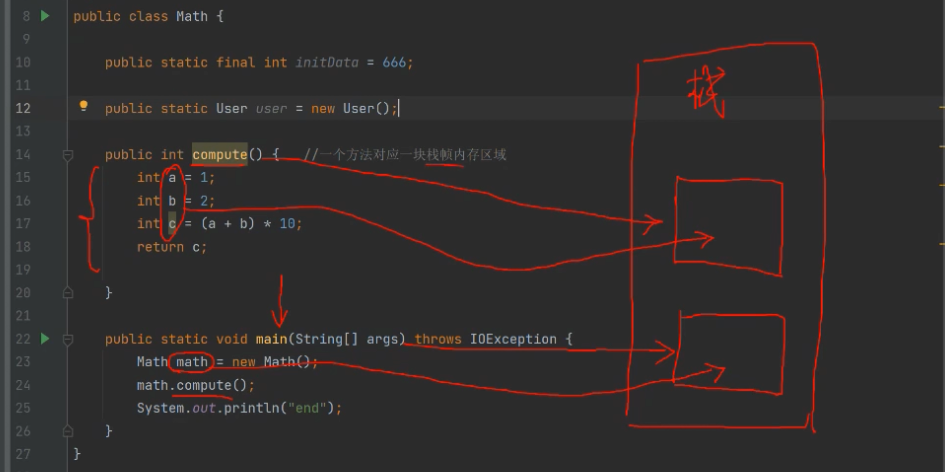 8 public class Math {
9
10 public static final int initData = 666;
11
12 public static User user = new User();
13
14 public int compute() { //一个方法对应一块栈帧内存区域
15 int a = 1;
16 int b = 2;
17 int c = (a + b) * 10;
18 return c;
19
20 }
21
22 public static void main(String[] args) throws IOException {
23 Math math = new Math();
24 math.compute();
25 System.out.println("end");
26 }
27 }
栈